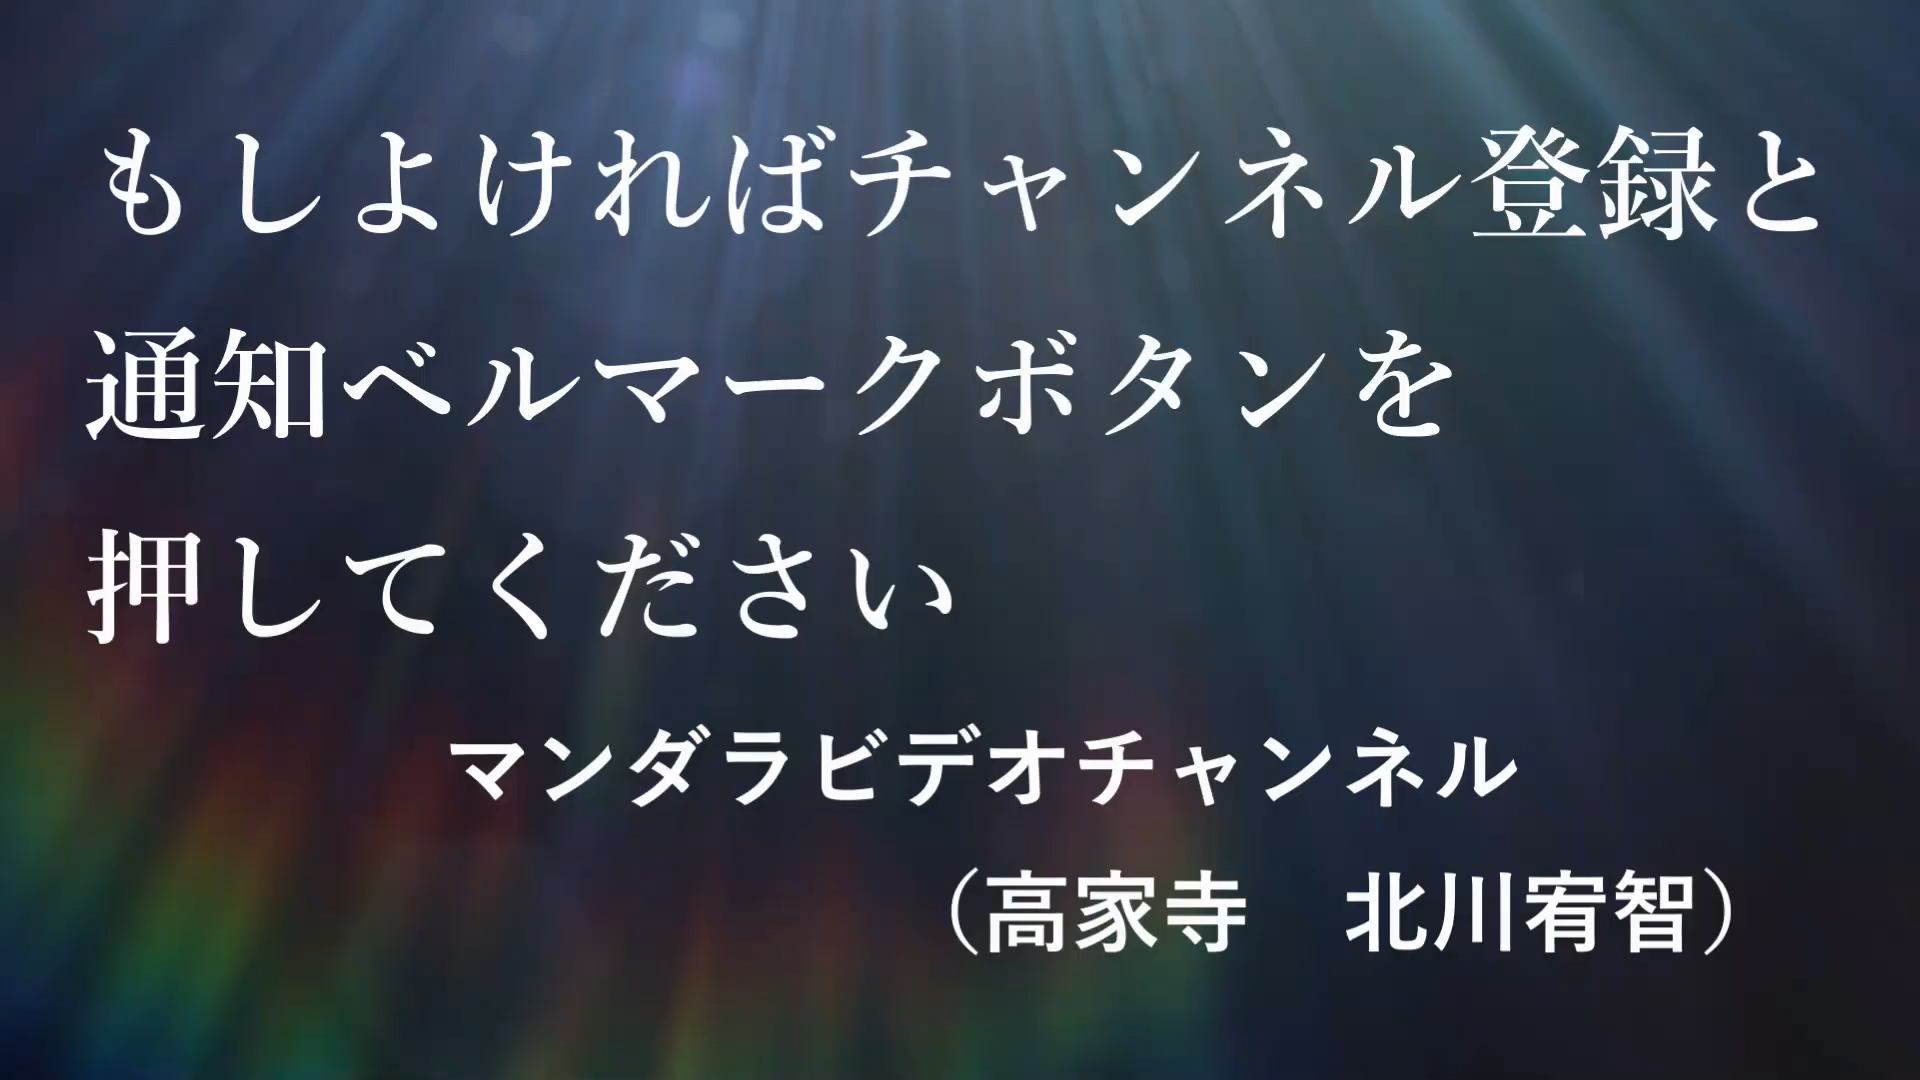 もしよければチャンネル登録と
通知ベルマークボタンを
押してください
マンダラビデオチャンネル
（高家寺　北川宥智）